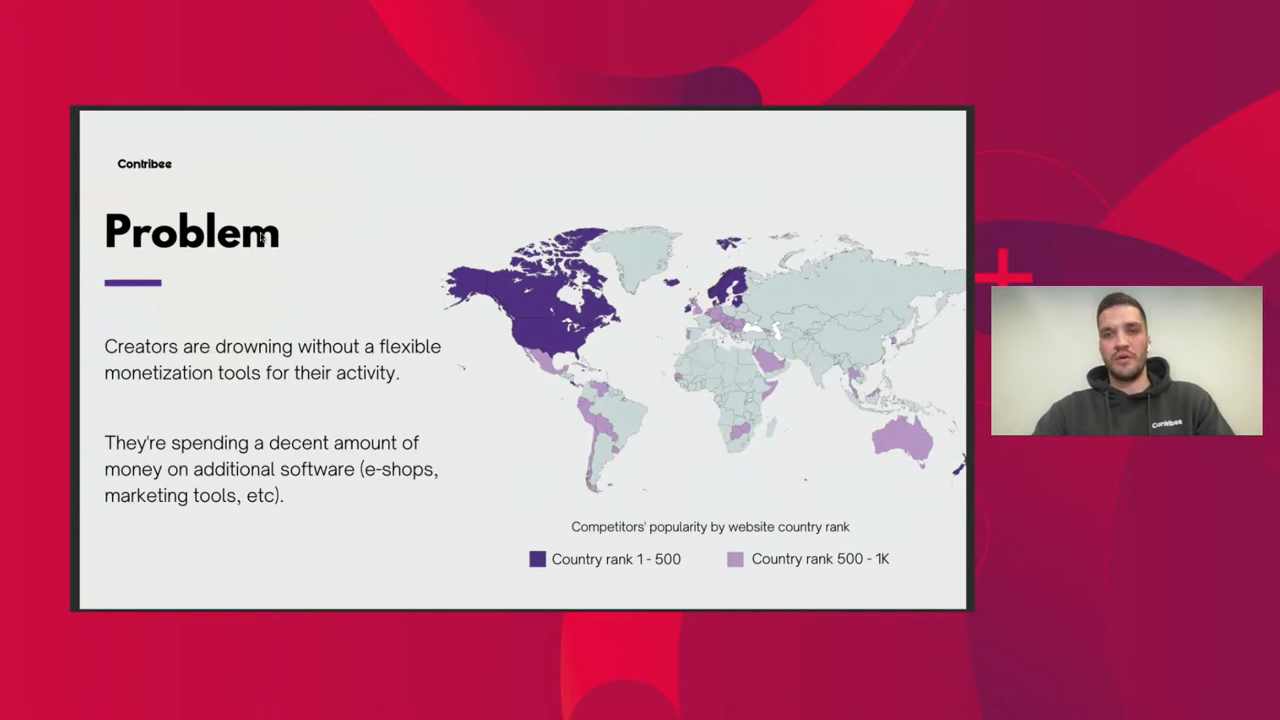 Contribee
Problem
Creators are drowning without a flexible
monetization tools for their activity.
They're spending a decent amount of
money on additional software (e-shops,
marketing tools, etc).
Competitors' popularity by website country rank
Country rank 1 - 500
Country rank 500 - 1K
Contribee